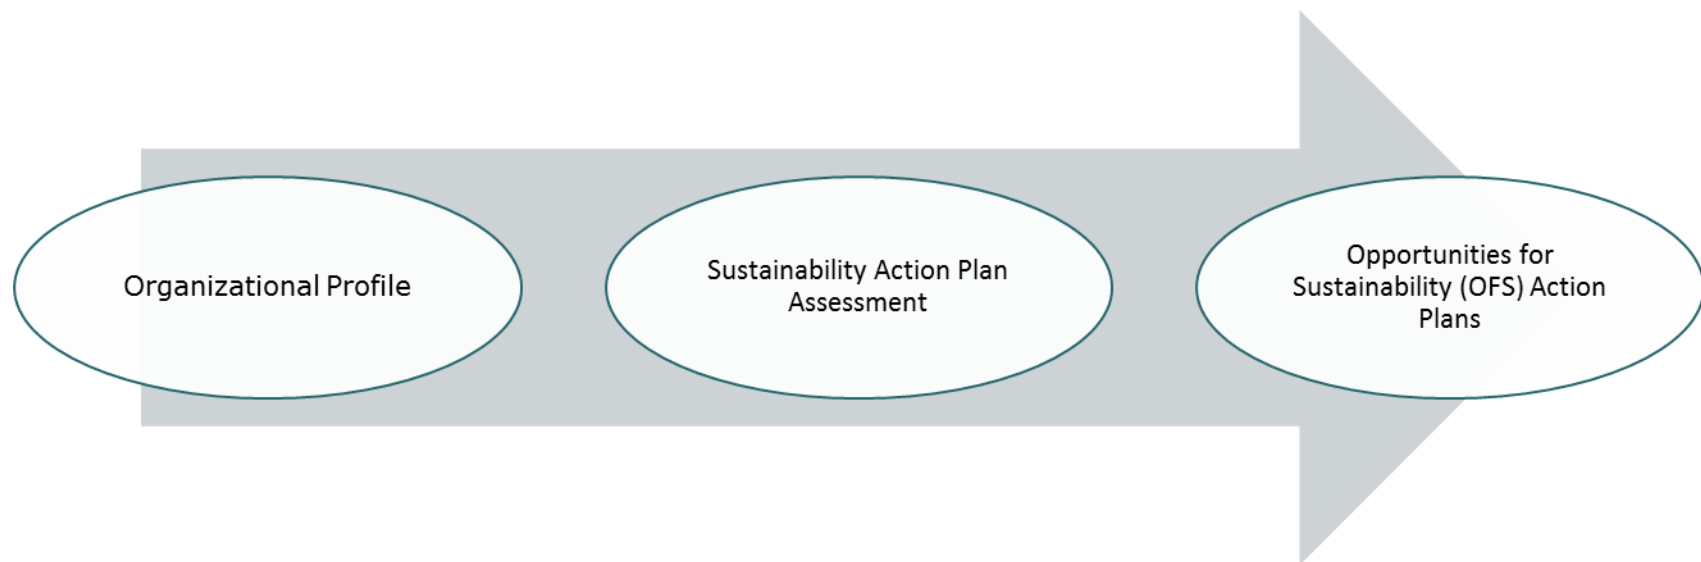 Organizational Profile
Sustainability Action Plan
Assessment
Opportunities for
Sustainability (OFS) Action
Plans